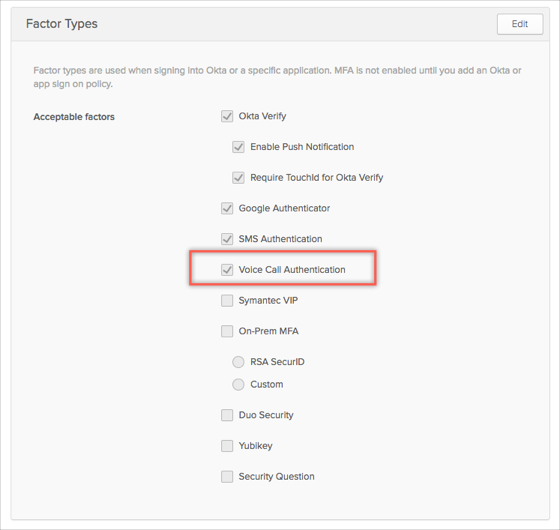 Factor Types
Edit
Factor types are used when signing into Okta or a specific application. MFA is not enabled until you add an Okta or
app sign on policy.
Acceptable factors
Okta Verify
Enable Push Notification
Require TouchId for Okta Verify
Google Authenticator
SMS Authentication
Voice Call Authentication
Symantec VIP
On-Prem MFA
RSA SecurID
Custom
Duo Security
Yubikey
Security Question